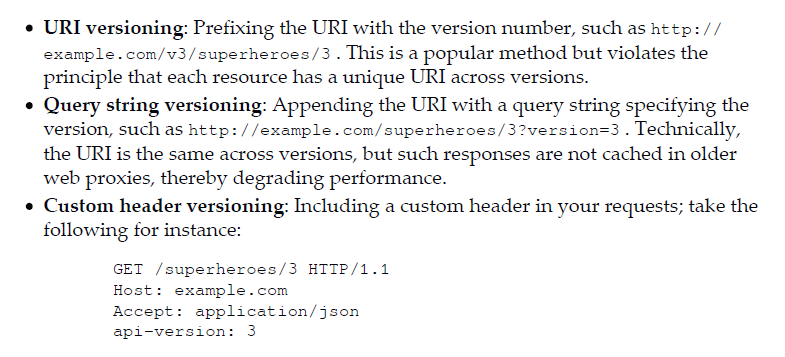 • URI versioning: Prefixing the URI with the version number, such as http://
example.com/v3/superheroes/3. This is a popular method but violates the
principle that each resource has a unique URI across versions.
• Query string versioning: Appending the URI with a query string specifying the
version, such as http://example.com/superheroes/3?version=3. Technically,
the URI is the same across versions, but such responses are not cached in older
web proxies, thereby degrading performance.
• Custom header versioning: Including a custom header in your requests; take the
following for instance:
GET /superheroes/3 HTTP/1.1
Host: example.com
Accept: application/json
api-version: 3